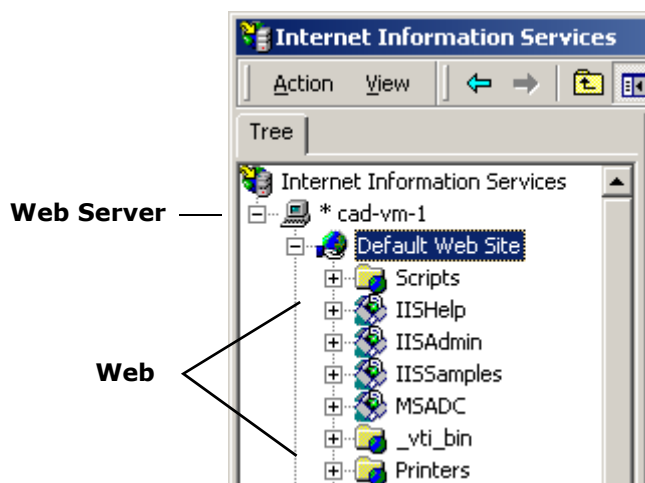 Internet Information Services
Action View
Tree
Internet Information Services
Web Server
* cad-vm-1
Default Web Site
Scripts
IISHelp
IISAdmin
Web
IISSamples
MSADC
_vti_bin
Printers